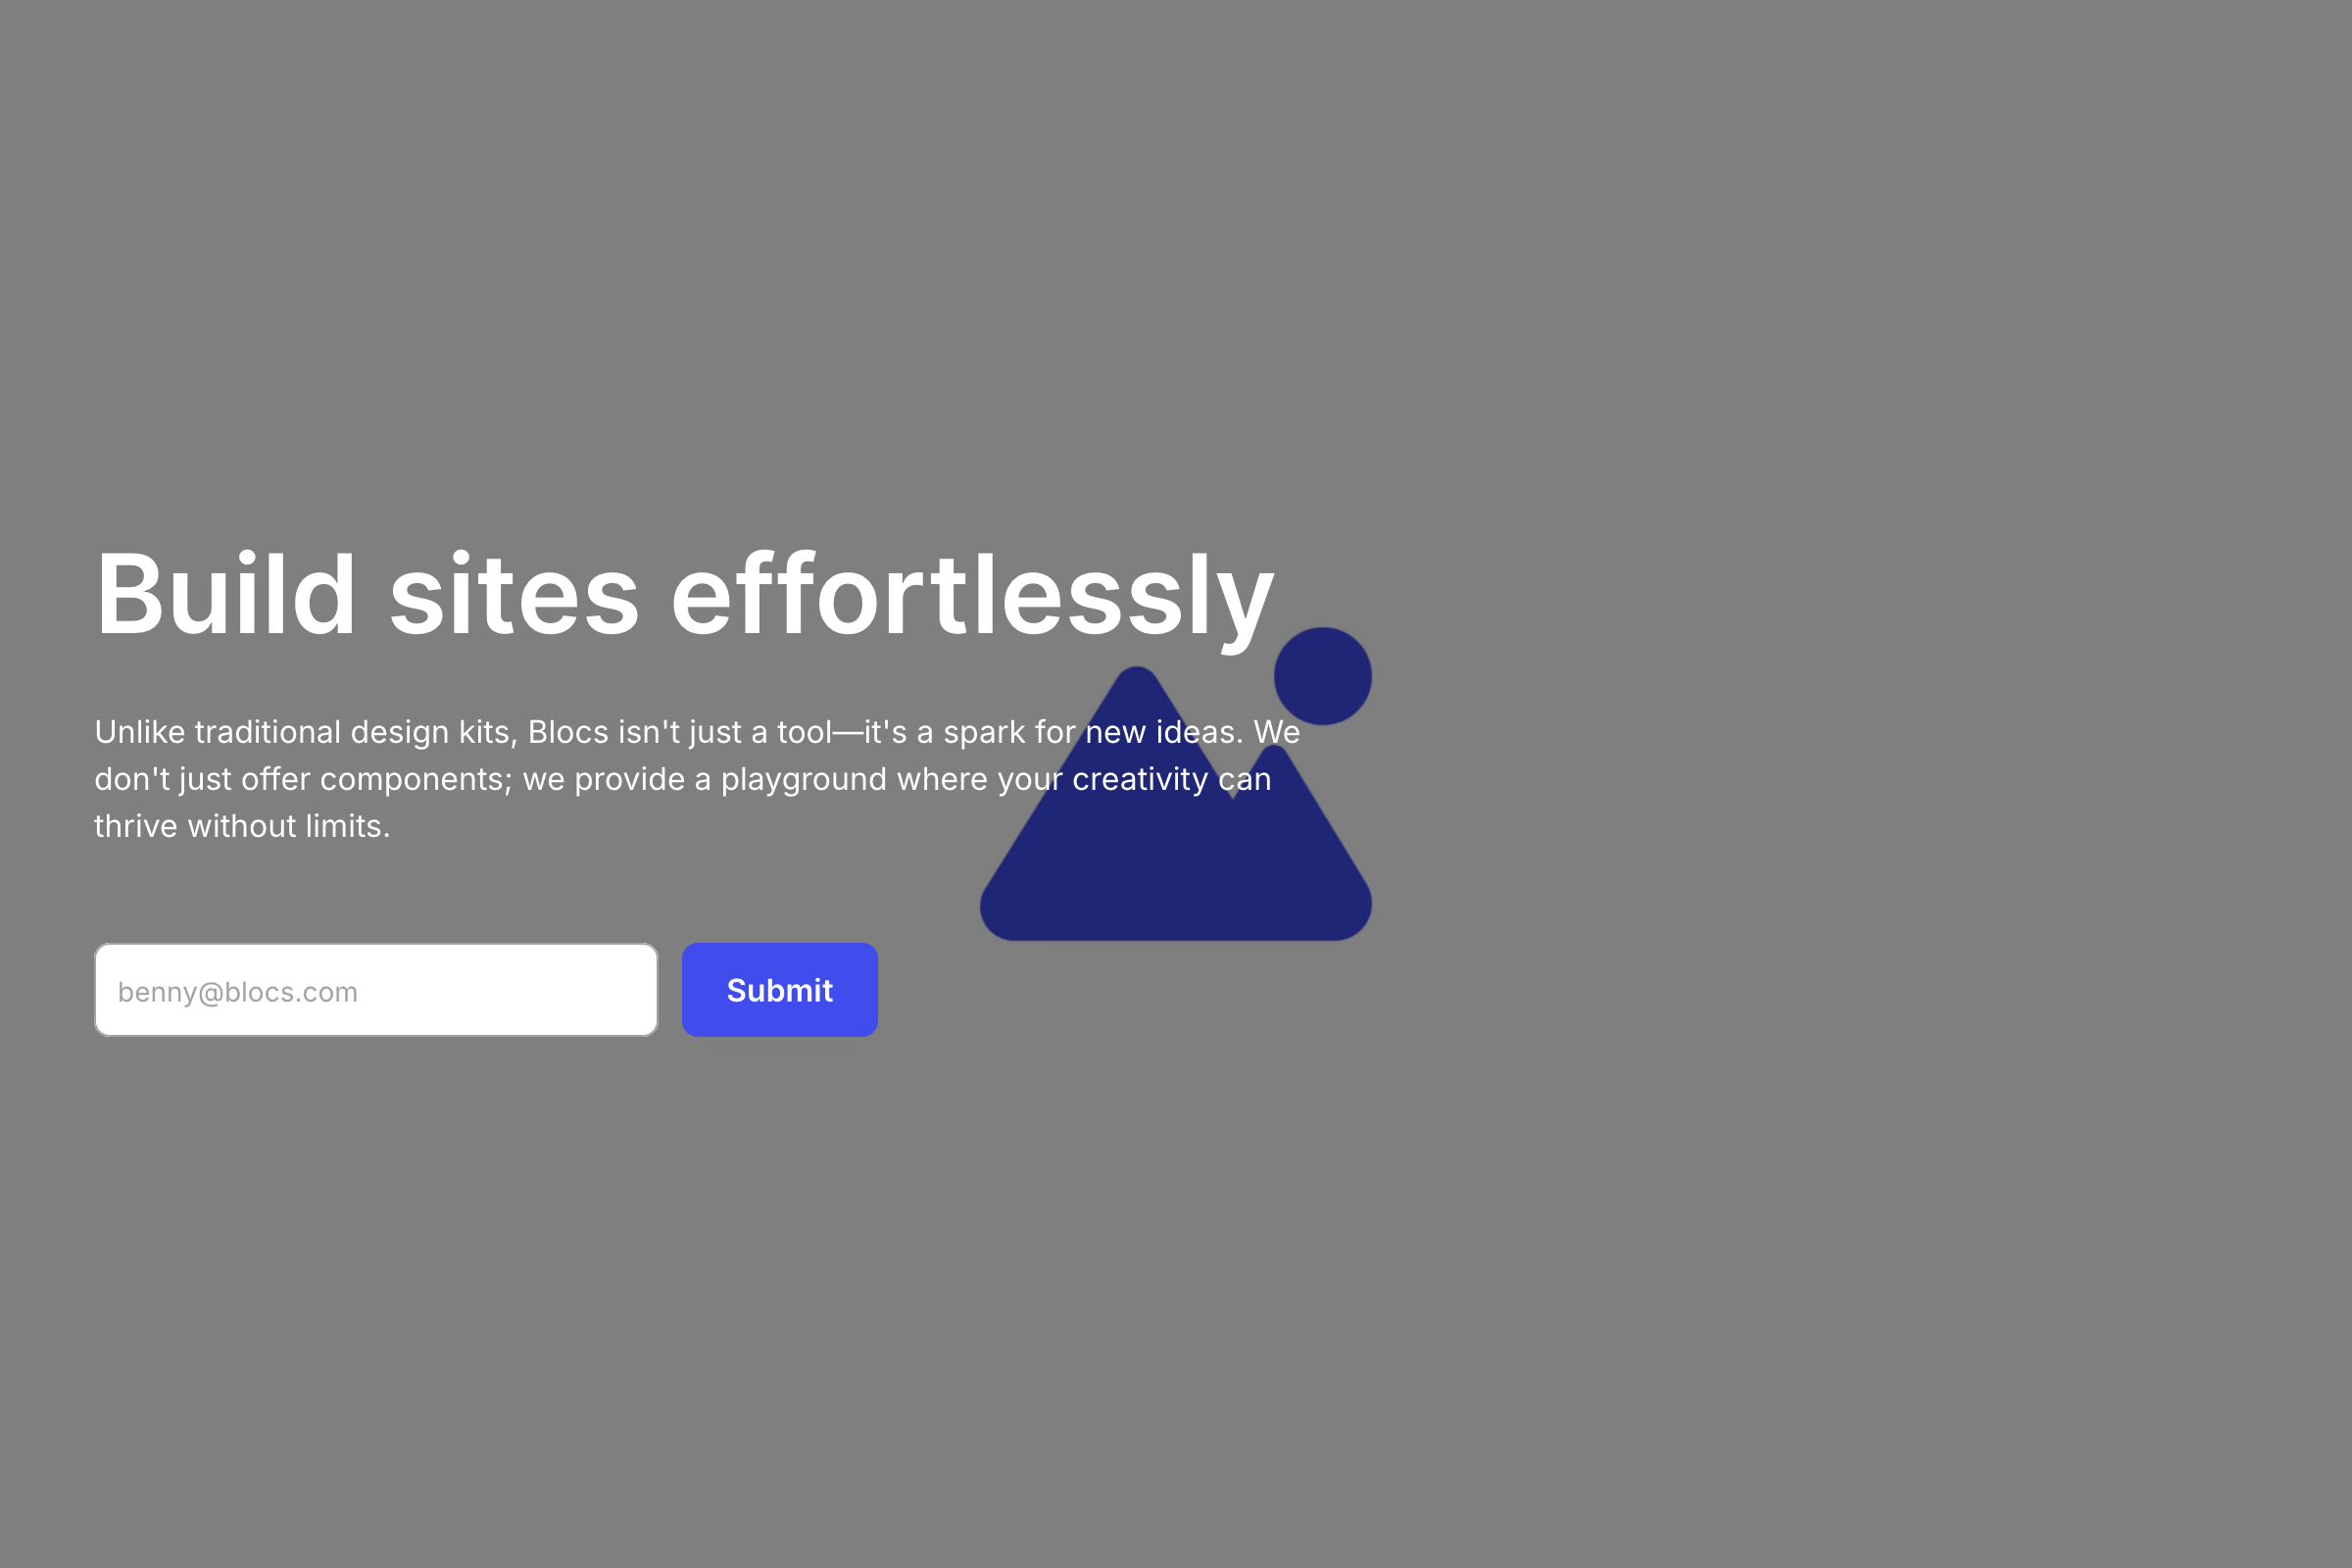 Build sites effortlessly
Unlike traditional design kits, Blocs isn't just a tool—it's a spark for new ideas. We
don't just offer components; we provide a playground where your creativity can
thrive without limits.
benny@blocs.com
Submit